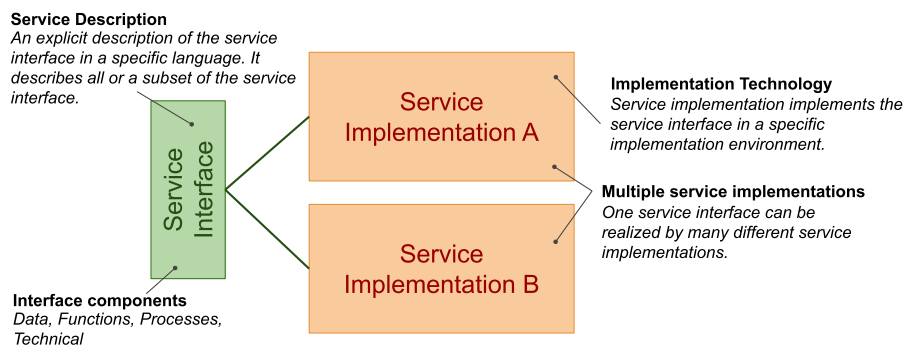 Service Description
An explicit description of the service
interface in a specific language. It
describes all or a subset of the service
interface.
Service
Interface
Interface components
Data, Functions, Processes,
Technical
Service
Implementation A
Service
Implementation B
Implementation Technology
Service implementation implements the
service interface in a specific
implementation environment.
Multiple service implementations
One service interface can be
realized by many different service
implementations.